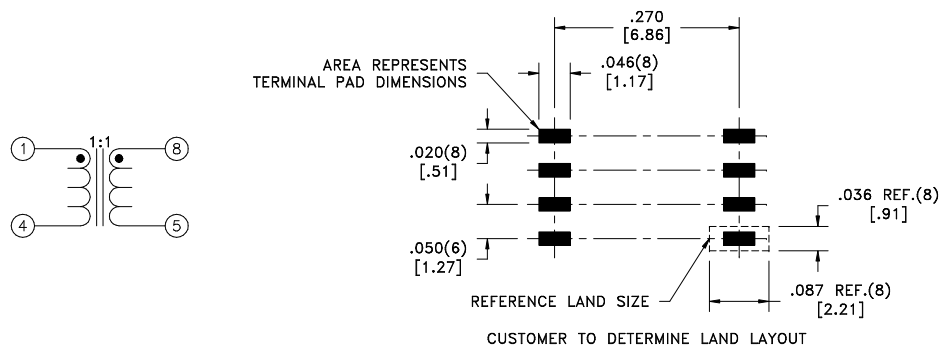 .270
[6.86]
AREA REPRESENTS
TERMINAL PAD DIMENSIONS
.046(8)
[1.17]
1
1:1
8
4
5
.020(8)
[.51]
.036 REF.(8)
[.91]
.050(6)
[1.27]
REFERENCE LAND SIZE
.087 REF.(8)
[2.21]
CUSTOMER TO DETERMINE LAND LAYOUT